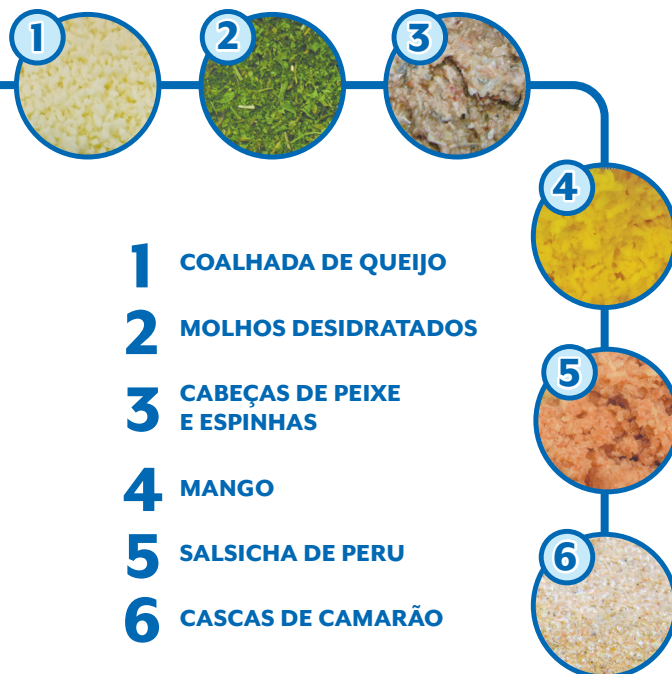 1
2
3
4
5
6
1 COALHADA DE QUEIJO
2 MOLHOS DESIDRATADOS
3 CABEÇAS DE PEIXE
E ESPINHAS
4 MANGO
5 SALSICHA DE PERU
6 CASCAS DE CAMARÃO